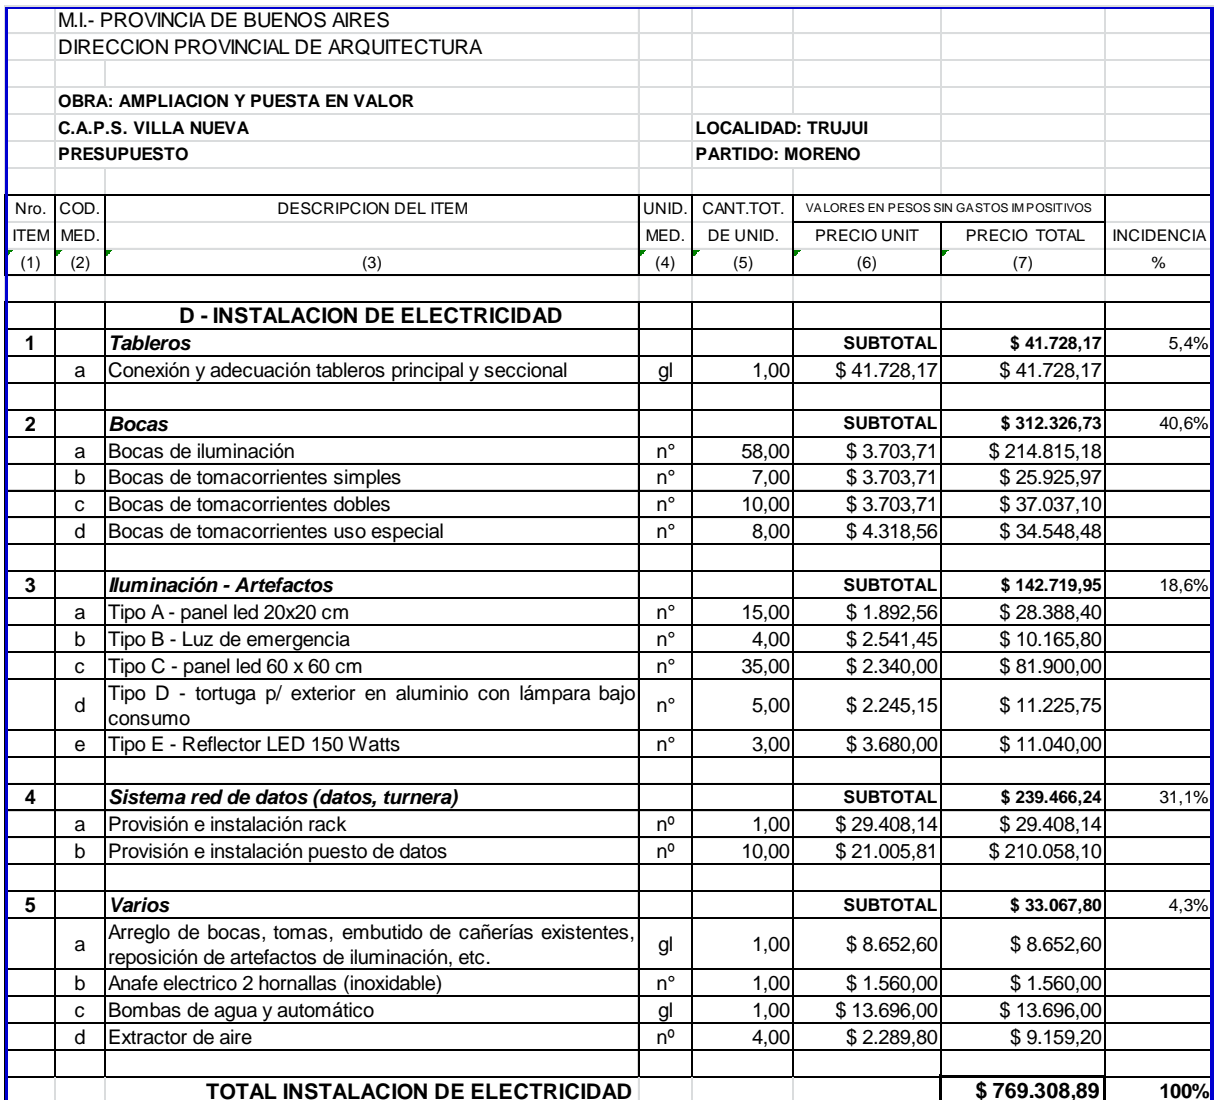 M.I.- PROVINCIA DE BUENOS AIRES
DIRECCION PROVINCIAL DE ARQUITECTURA
OBRA: AMPLIACION Y PUESTA EN VALOR
C.A.P.S. VILLA NUEVA LOCALIDAD: TRUJUI
PRESUPUESTO PARTIDO: MORENO
Nro. COD. DESCRIPCION DEL ITEM UNID. CANT.TOT. VALORES EN PESOS SIN GASTOS IMPOSITIVOS
ITEM MED. MED. DE UNID. PRECIO UNIT PRECIO TOTAL INCIDENCIA
(1) (2) (3) (4) (5) (6) (7) %
D - INSTALACION DE ELECTRICIDAD
1 Tableros SUBTOTAL $ 41.728,17 5,4%
a Conexión y adecuación tableros principal y seccional gl 1,00 $ 41.728,17 $ 41.728,17
2 Bocas SUBTOTAL $ 312.326,73 40,6%
a Bocas de iluminación n° 58,00 $ 3.703,71 $ 214.815,18
b Bocas de tomacorrientes simples n° 7,00 $ 3.703,71 $ 25.925,97
c Bocas de tomacorrientes dobles n° 10,00 $ 3.703,71 $ 37.037,10
d Bocas de tomacorrientes uso especial n° 8,00 $ 4.318,56 $ 34.548,48
3 Iluminación - Artefactos SUBTOTAL $ 142.719,95 18,6%
a Tipo A - panel led 20x20 cm n° 15,00 $ 1.892,56 $ 28.388,40
b Tipo B - Luz de emergencia n° 4,00 $ 2.541,45 $ 10.165,80
c Tipo C - panel led 60 x 60 cm n° 35,00 $ 2.340,00 $ 81.900,00
d Tipo D - tortuga p/ exterior en aluminio con lámpara bajo
consumo n° 5,00 $ 2.245,15 $ 11.225,75
e Tipo E - Reflector LED 150 Watts n° 3,00 $ 3.680,00 $ 11.040,00
4 Sistema red de datos (datos, turnera) SUBTOTAL $ 239.466,24 31,1%
a Provisión e instalación rack nº 1,00 $ 29.408,14 $ 29.408,14
b Provisión e instalación puesto de datos nº 10,00 $ 21.005,81 $ 210.058,10
5 Varios SUBTOTAL $ 33.067,80 4,3%
a Arreglo de bocas, tomas, embutido de cañerías existentes,
reposición de artefactos de iluminación, etc. gl 1,00 $ 8.652,60 $ 8.652,60
b Anafe electrico 2 hornallas (inoxidable) n° 1,00 $ 1.560,00 $ 1.560,00
c Bombas de agua y automático gl 1,00 $ 13.696,00 $ 13.696,00
d Extractor de aire nº 4,00 $ 2.289,80 $ 9.159,20
TOTAL INSTALACION DE ELECTRICIDAD $ 769.308,89 100%